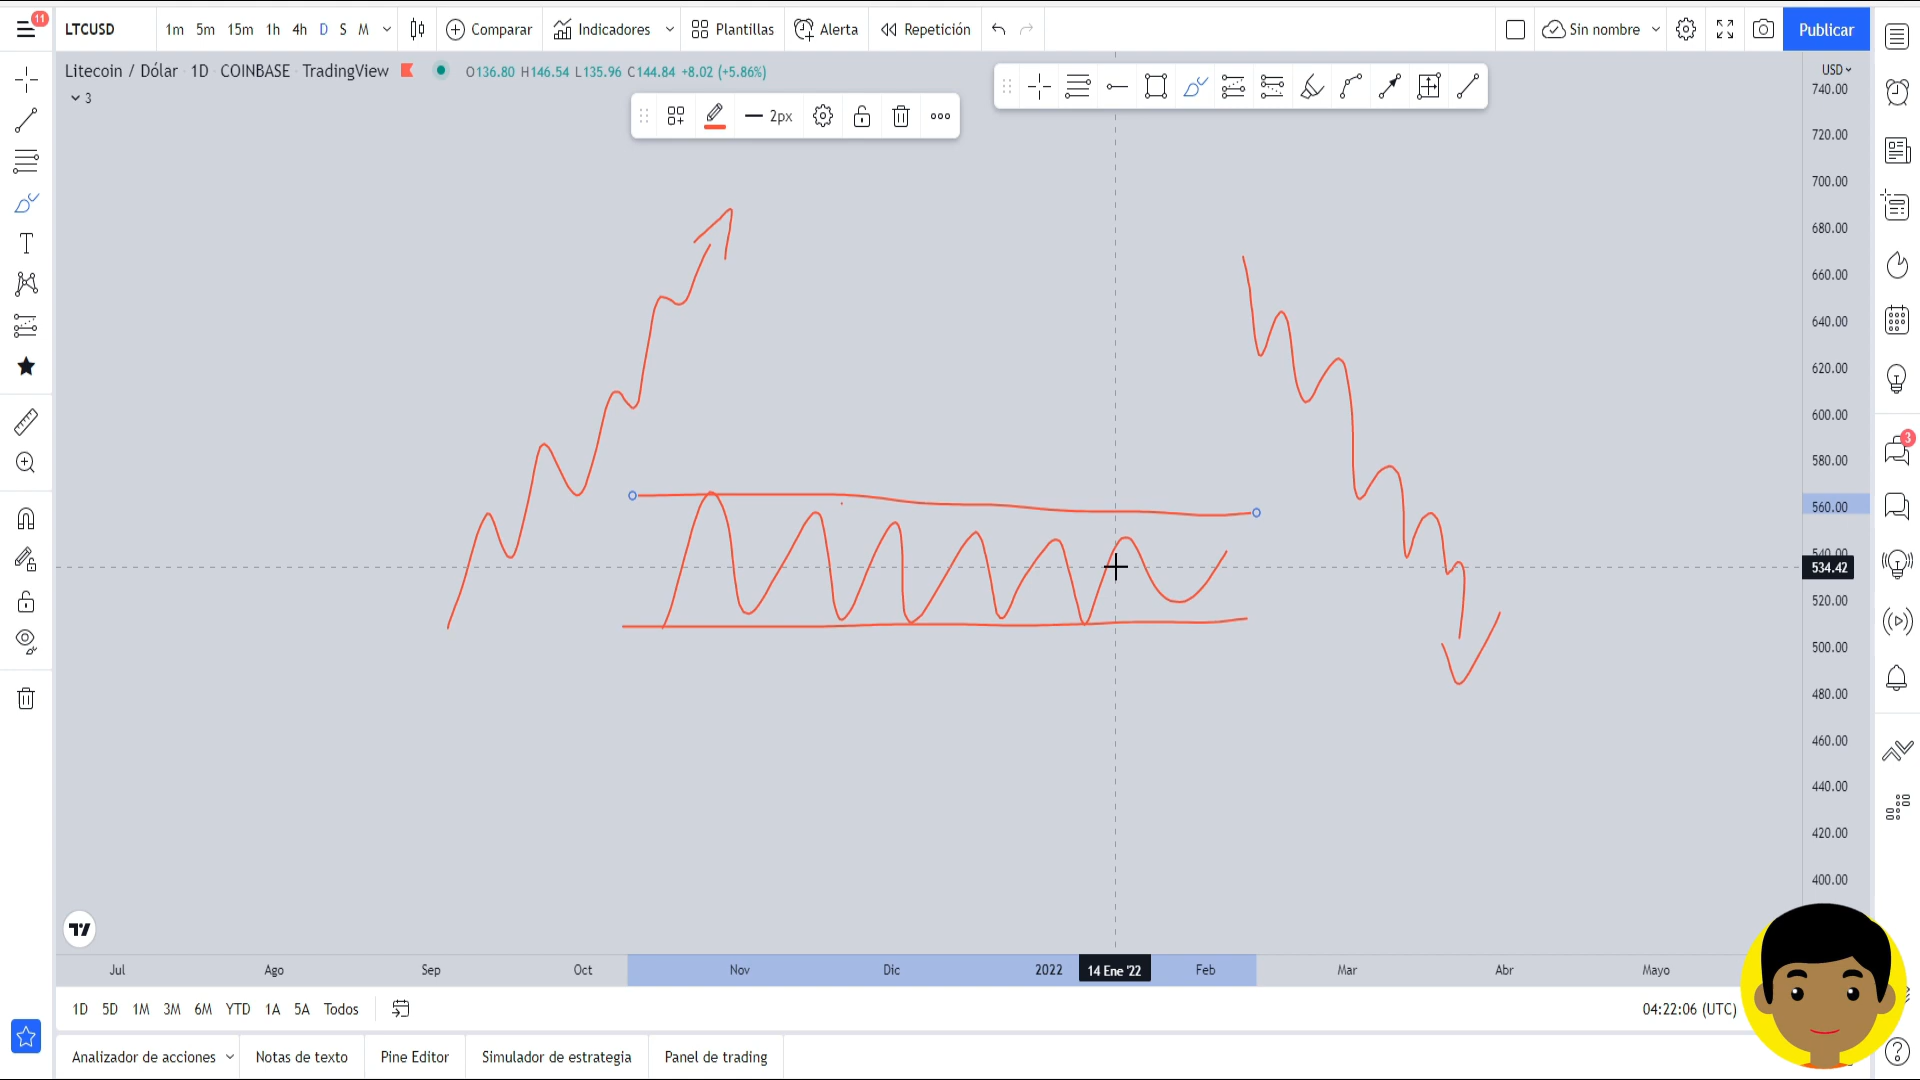 11
LTCUSD
1m 5m 15m 1h 4h D S M
Comparar
Indicadores
Plantillas
Alerta
Repetición
Sin nombre
Publicar
Litecoin / Dólar 1D COINBASE TradingView
O136.80 H146.54 L135.96 C144.84 +8.02 (+5.86%)
3
2px
USD
740.00
720.00
700.00
680.00
660.00
640.00
620.00
600.00
580.00
560.00
540.00
534.42
520.00
500.00
480.00
460.00
440.00
420.00
400.00
3
Jul Ago Sep Oct Nov Dic 2022 14 Ene '22 Feb Mar Abr Mayo
1D 5D 1M 3M 6M YTD 1A 5A Todos
04:22:06 (UTC)
Analizador de acciones Notas de texto Pine Editor Simulador de estrategia Panel de trading